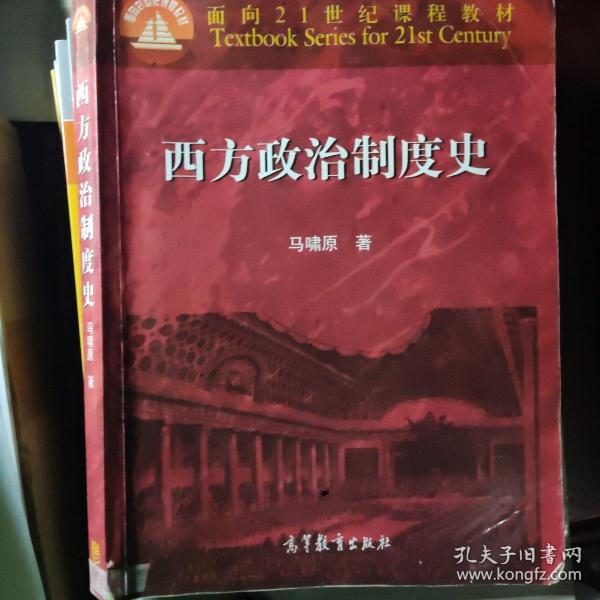 面向21世纪课程教材
Textbook Series for 21st Century
西方政治制度史
马啸原 著
高等教育出版社
西方政治制度史
马啸原 著
孔夫子旧书网
www.kongfz.com